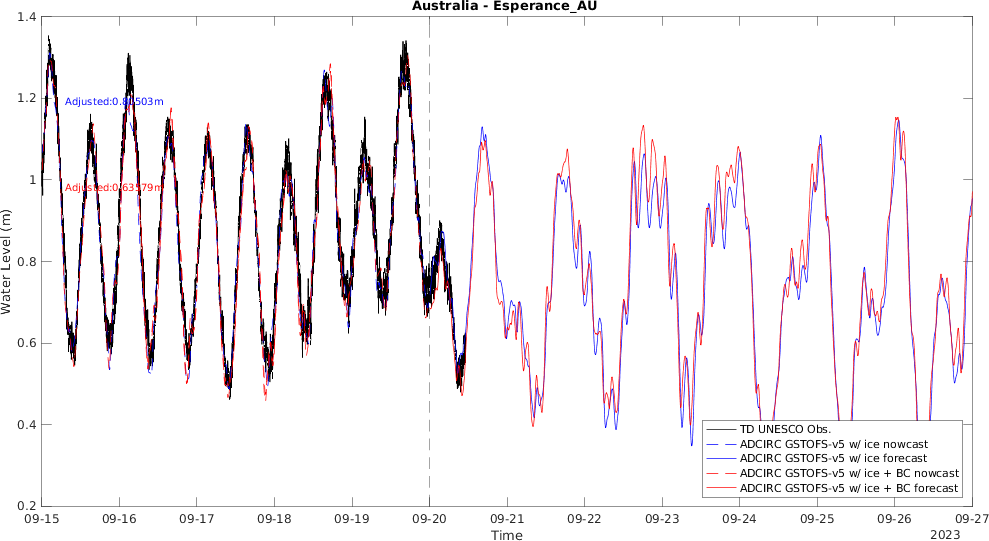 Australia - Esperance_AU
1.4
1.2
1
0.8
0.6
0.4
0.2
Water Level (m)
Adjusted:0.63579m
09-15 09-16 09-17 09-18 09-19 09-20 09-21 09-22 09-23 09-24 09-25 09-26 09-27
Time
2023
TD UNESCO Obs.
ADCIRC GSTOFS-v5 w/ ice nowcast
ADCIRC GSTOFS-v5 w/ ice forecast
ADCIRC GSTOFS-v5 w/ ice + BC nowcast
ADCIRC GSTOFS-v5 w/ ice + BC forecast